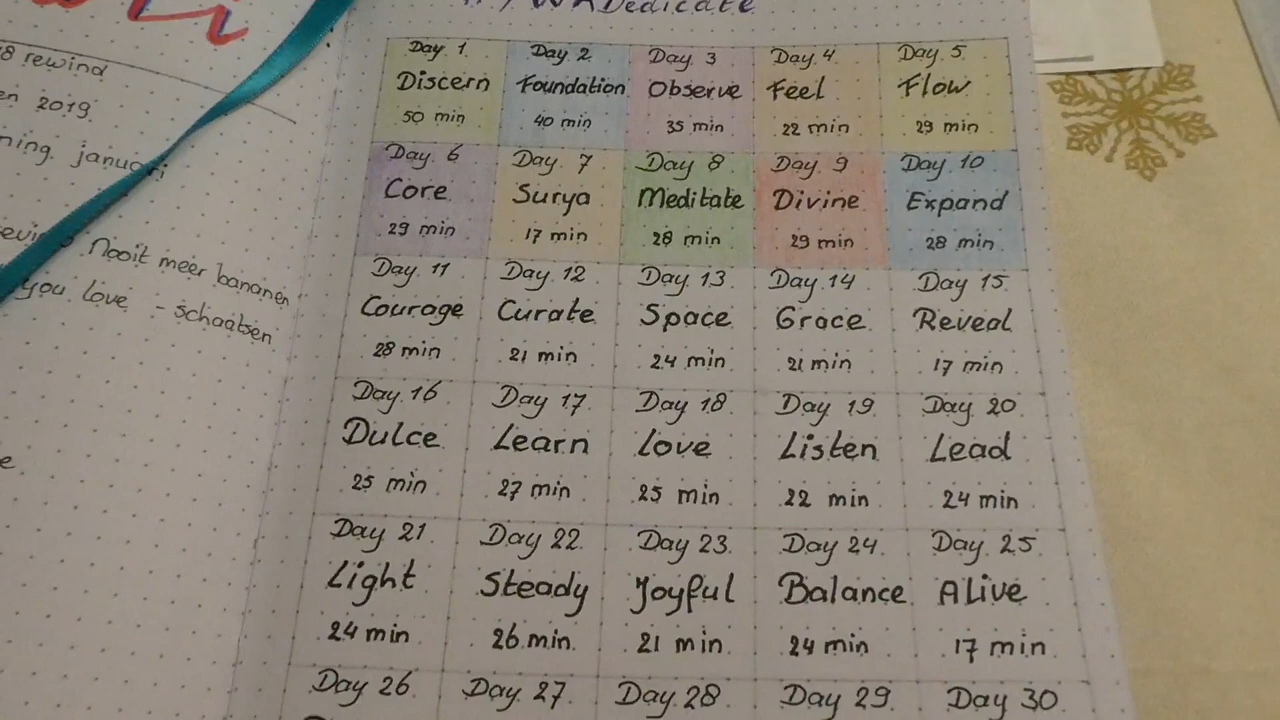 Dedicate
8 rewind
en 2019
ning januari
Nooit meer bananen
you love - schaatsen
e
Day 1 Day 2 Day 3 Day 4 Day 5
Discern Foundation Observe Feel Flow
50 min 40 min 35 min 22 min 29 min
Day 6 Day 7 Day 8 Day 9 Day 10
Core Surya Meditate Divine Expand
29 min 17 min 28 min 29 min 28 min
Day 11 Day 12 Day 13 Day 14 Day 15
Courage Curate Space Grace Reveal
28 min 21 min 24 min 21 min 17 min
Day 16 Day 17 Day 18 Day 19 Day 20
Dulce Learn Love Listen Lead
25 min 27 min 25 min 22 min 24 min
Day 21 Day 22 Day 23 Day 24 Day 25
Light Steady Joyful Balance Alive
24 min 26 min 21 min 24 min 17 min
Day 26 Day 27 Day 28 Day 29 Day 30